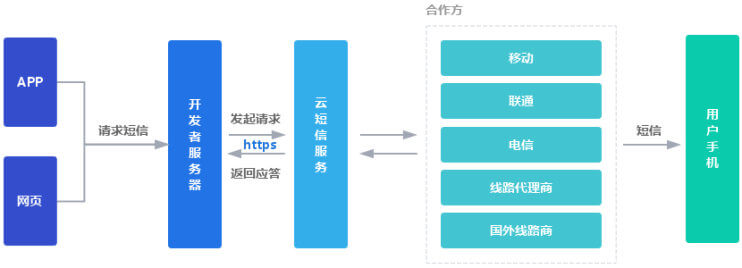 合作方
APP
网页
请求短信
开发者服务器
发起请求
https
返回应答
云短信服务
移动
联通
电信
线路代理商
国外线路商
短信
用户手机